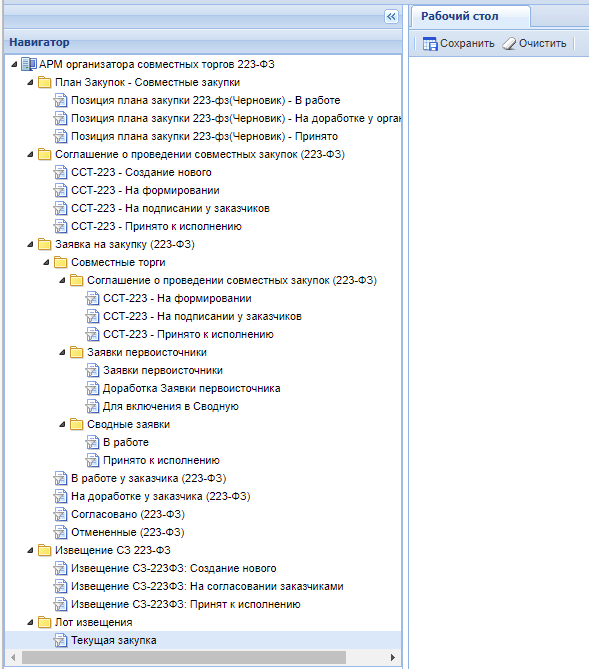 Рабочий стол
Навигатор
Сохранить Очистить
АРМ организатора совместных торгов 223-ФЗ
План Закупок - Совместные закупки
Позиция плана закупки 223-фз(Черновик) - В работе
Позиция плана закупки 223-фз(Черновик) - На доработке у орган
Позиция плана закупки 223-фз(Черновик) - Принято
Соглашение о проведении совместных закупок (223-ФЗ)
ССТ-223 - Создание нового
ССТ-223 - На формировании
ССТ-223 - На подписании у заказчиков
ССТ-223 - Принято к исполнению
Заявка на закупку (223-ФЗ)
Совместные торги
Соглашение о проведении совместных закупок (223-ФЗ)
ССТ-223 - На формировании
ССТ-223 - На подписании у заказчиков
ССТ-223 - Принято к исполнению
Заявки первоисточники
Заявки первоисточники
Доработка Заявки первоисточника
Для включения в Сводную
Сводные заявки
В работе
Принято к исполнению
В работе у заказчика (223-ФЗ)
На доработке у заказчика (223-ФЗ)
Согласовано (223-ФЗ)
Отмененные (223-ФЗ)
Извещение СЗ 223-ФЗ
Извещение СЗ-223ФЗ: Создание нового
Извещение СЗ-223ФЗ: На согласовании заказчиками
Извещение СЗ-223ФЗ: Принят к исполнению
Лот извещения
Текущая закупка